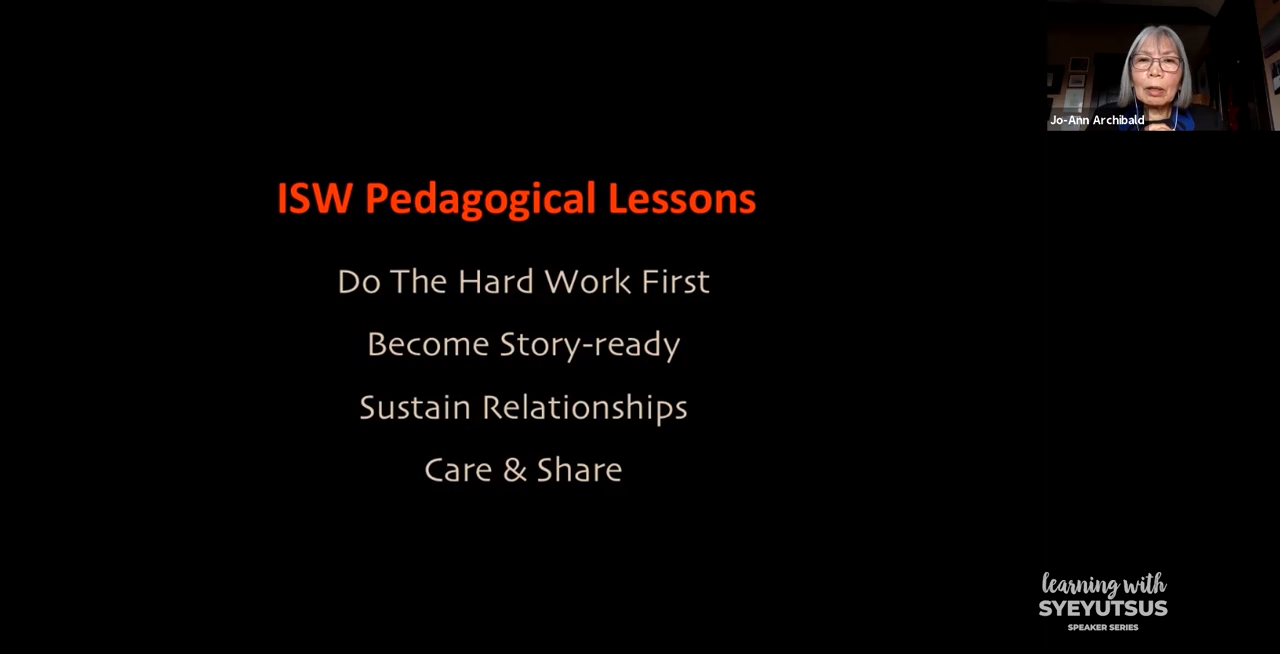 Jo-Ann Archibald
ISW Pedagogical Lessons
Do The Hard Work First
Become Story-ready
Sustain Relationships
Care & Share
learning with
SYEYUTSUS
SPEAKER SERIES